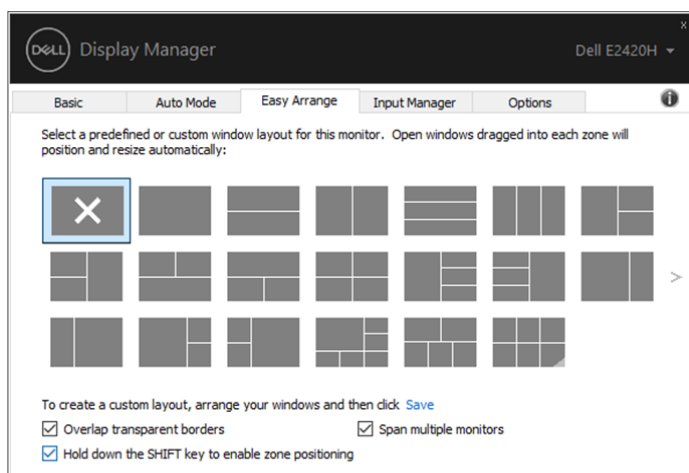 x
DELL Display Manager Dell E2420H
Basic Auto Mode Easy Arrange Input Manager Options i
Select a predefined or custom window layout for this monitor. Open windows dragged into each zone will
position and resize automatically:
>
To create a custom layout, arrange your windows and then click Save
Overlap transparent borders Span multiple monitors
Hold down the SHIFT key to enable zone positioning